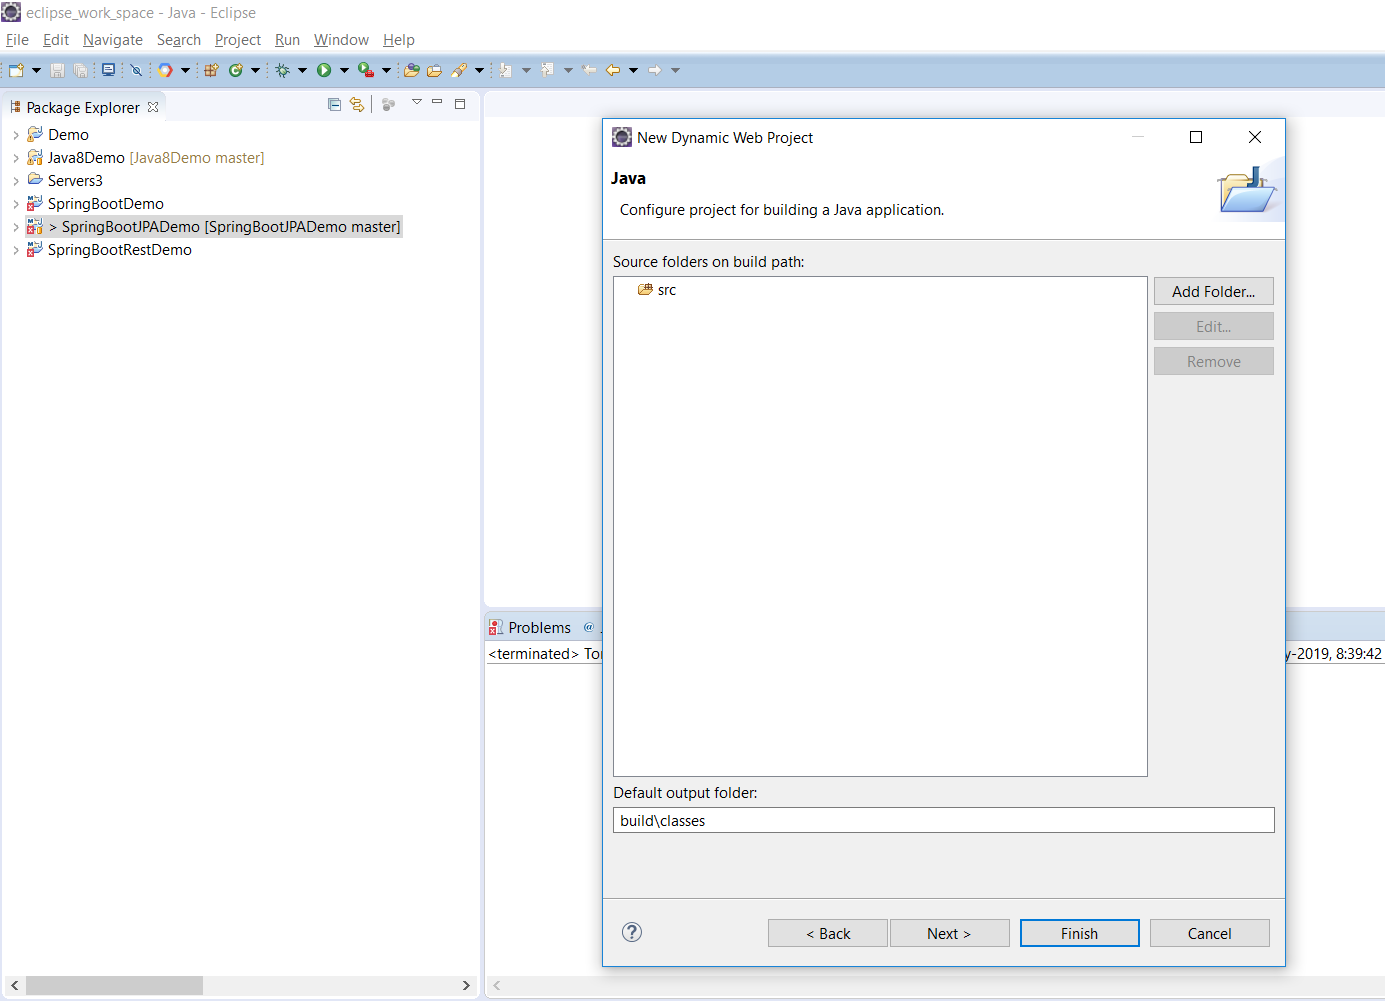 eclipse_work_space - Java - Eclipse
File Edit Navigate Search Project Run Window Help
Package Explorer
Demo
Java8Demo [Java8Demo master]
Servers3
SpringBootDemo
> SpringBootJPADemo [SpringBootJPADemo master]
SpringBootRestDemo
New Dynamic Web Project
Java
Configure project for building a Java application.
Source folders on build path:
src
Add Folder...
Edit...
Remove
Default output folder:
build\classes
< Back Next > Finish Cancel
Problems @
<terminated> To
y-2019, 8:39:42